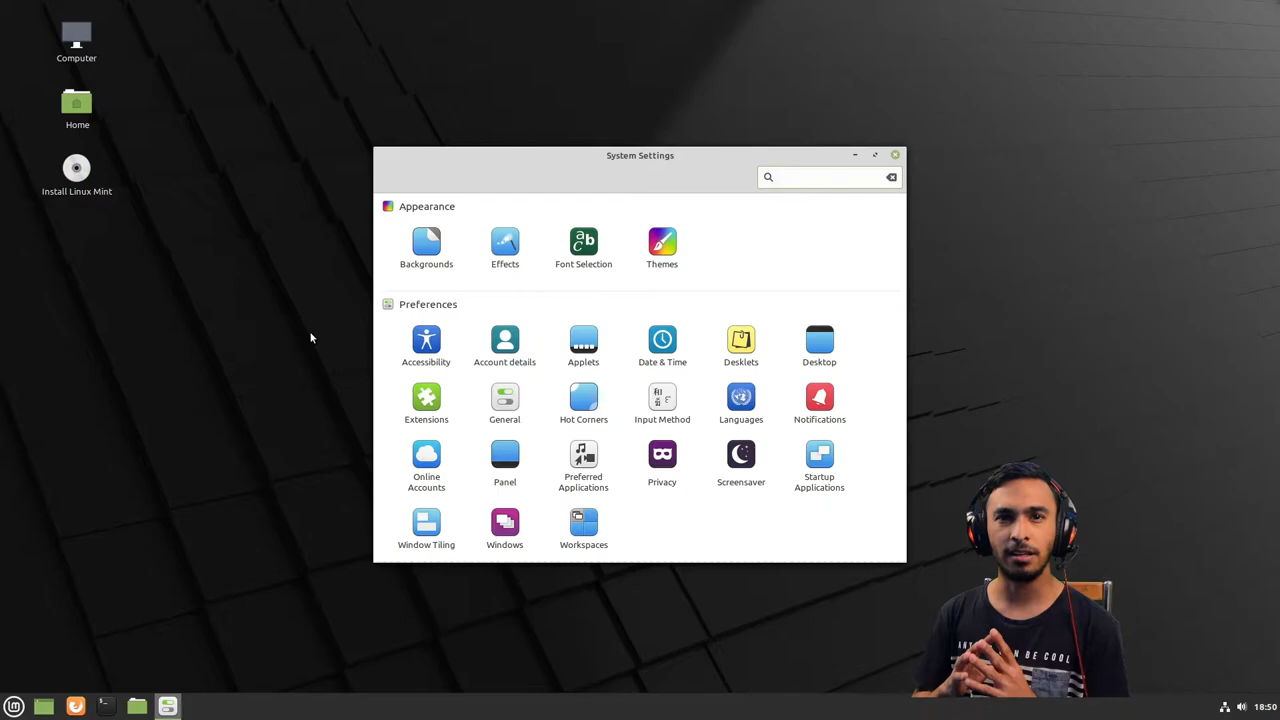 Computer
Home
Install Linux Mint
System Settings
Appearance
Backgrounds
Effects
Font Selection
Themes
Preferences
Accessibility
Account details
Applets
Date & Time
Desklets
Desktop
Extensions
General
Hot Corners
Input Method
Languages
Notifications
Online
Accounts
Panel
Preferred
Applications
Privacy
Screensaver
Startup
Applications
Window Tiling
Windows
Workspaces
BE COOL
18:50